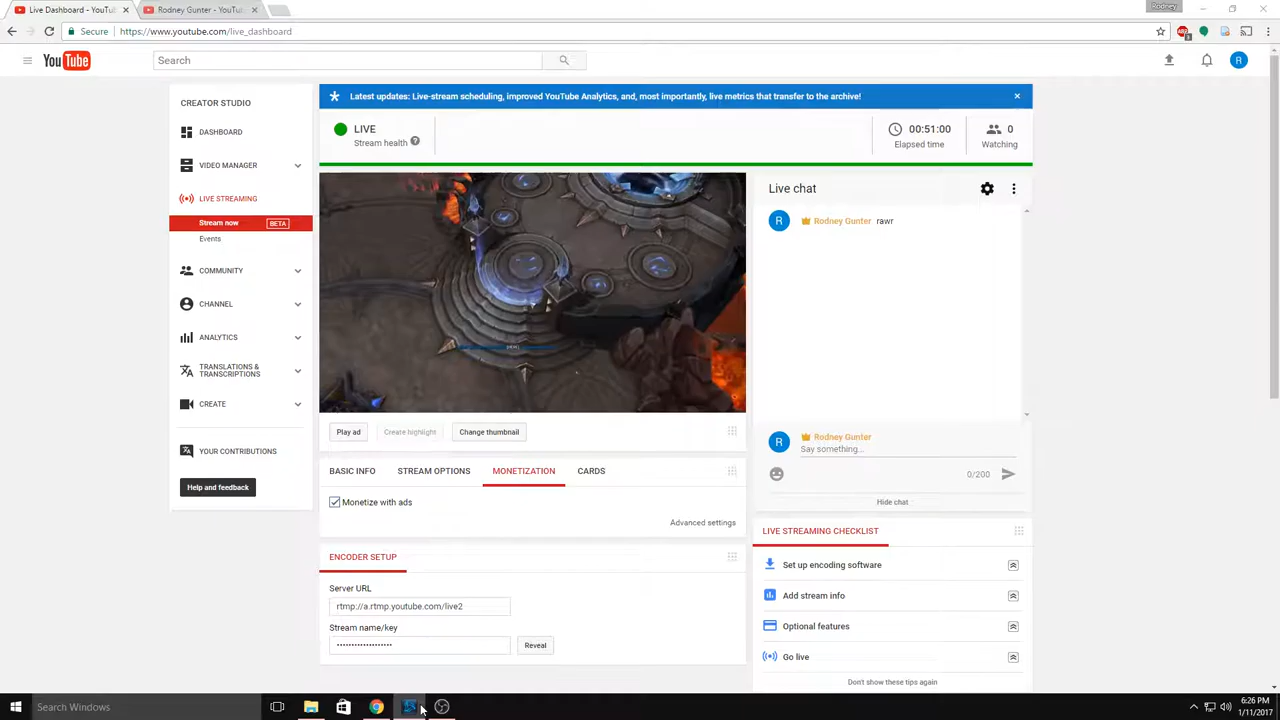 Live Dashboard - YouTub
Rodney Gunter - YouTu
Rodney
Secure
https://www.youtube.com/live_dashboard
YouTube
Search
R
CREATOR STUDIO
DASHBOARD
VIDEO MANAGER
LIVE STREAMING
Stream now
BETA
Events
COMMUNITY
CHANNEL
ANALYTICS
TRANSLATIONS &
TRANSCRIPTIONS
CREATE
YOUR CONTRIBUTIONS
Help and feedback
Latest updates: Live-stream scheduling, improved YouTube Analytics, and, most importantly, live metrics that transfer to the archive!
LIVE
Stream health
00:51:00
Elapsed time
0
Watching
Play ad
Create highlight
Change thumbnail
BASIC INFO
STREAM OPTIONS
MONETIZATION
CARDS
Monetize with ads
Advanced settings
ENCODER SETUP
Server URL
rtmp://a.rtmp.youtube.com/live2
Stream name/key
Reveal
Live chat
R Rodney Gunter rawr
R Rodney Gunter
Say something...
0/200
Hide chat
LIVE STREAMING CHECKLIST
Set up encoding software
Add stream info
Optional features
Go live
Don't show these tips again
Search Windows
6:26 PM
1/11/2017